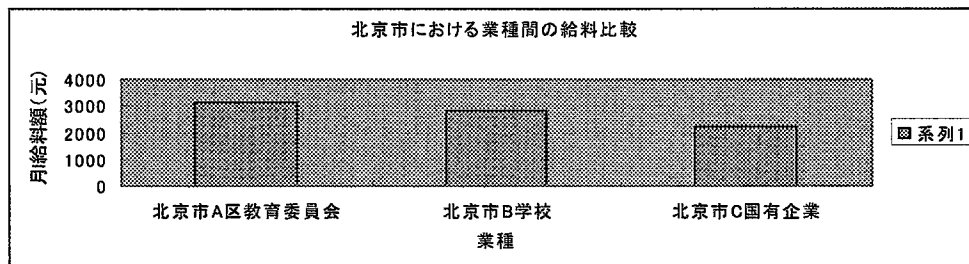 北京市における業種間の給料比較
月給料額(元)
4000
3000
2000
1000
0
北京市A区教育委員会 北京市B学校 北京市C国有企業
業種
系列1